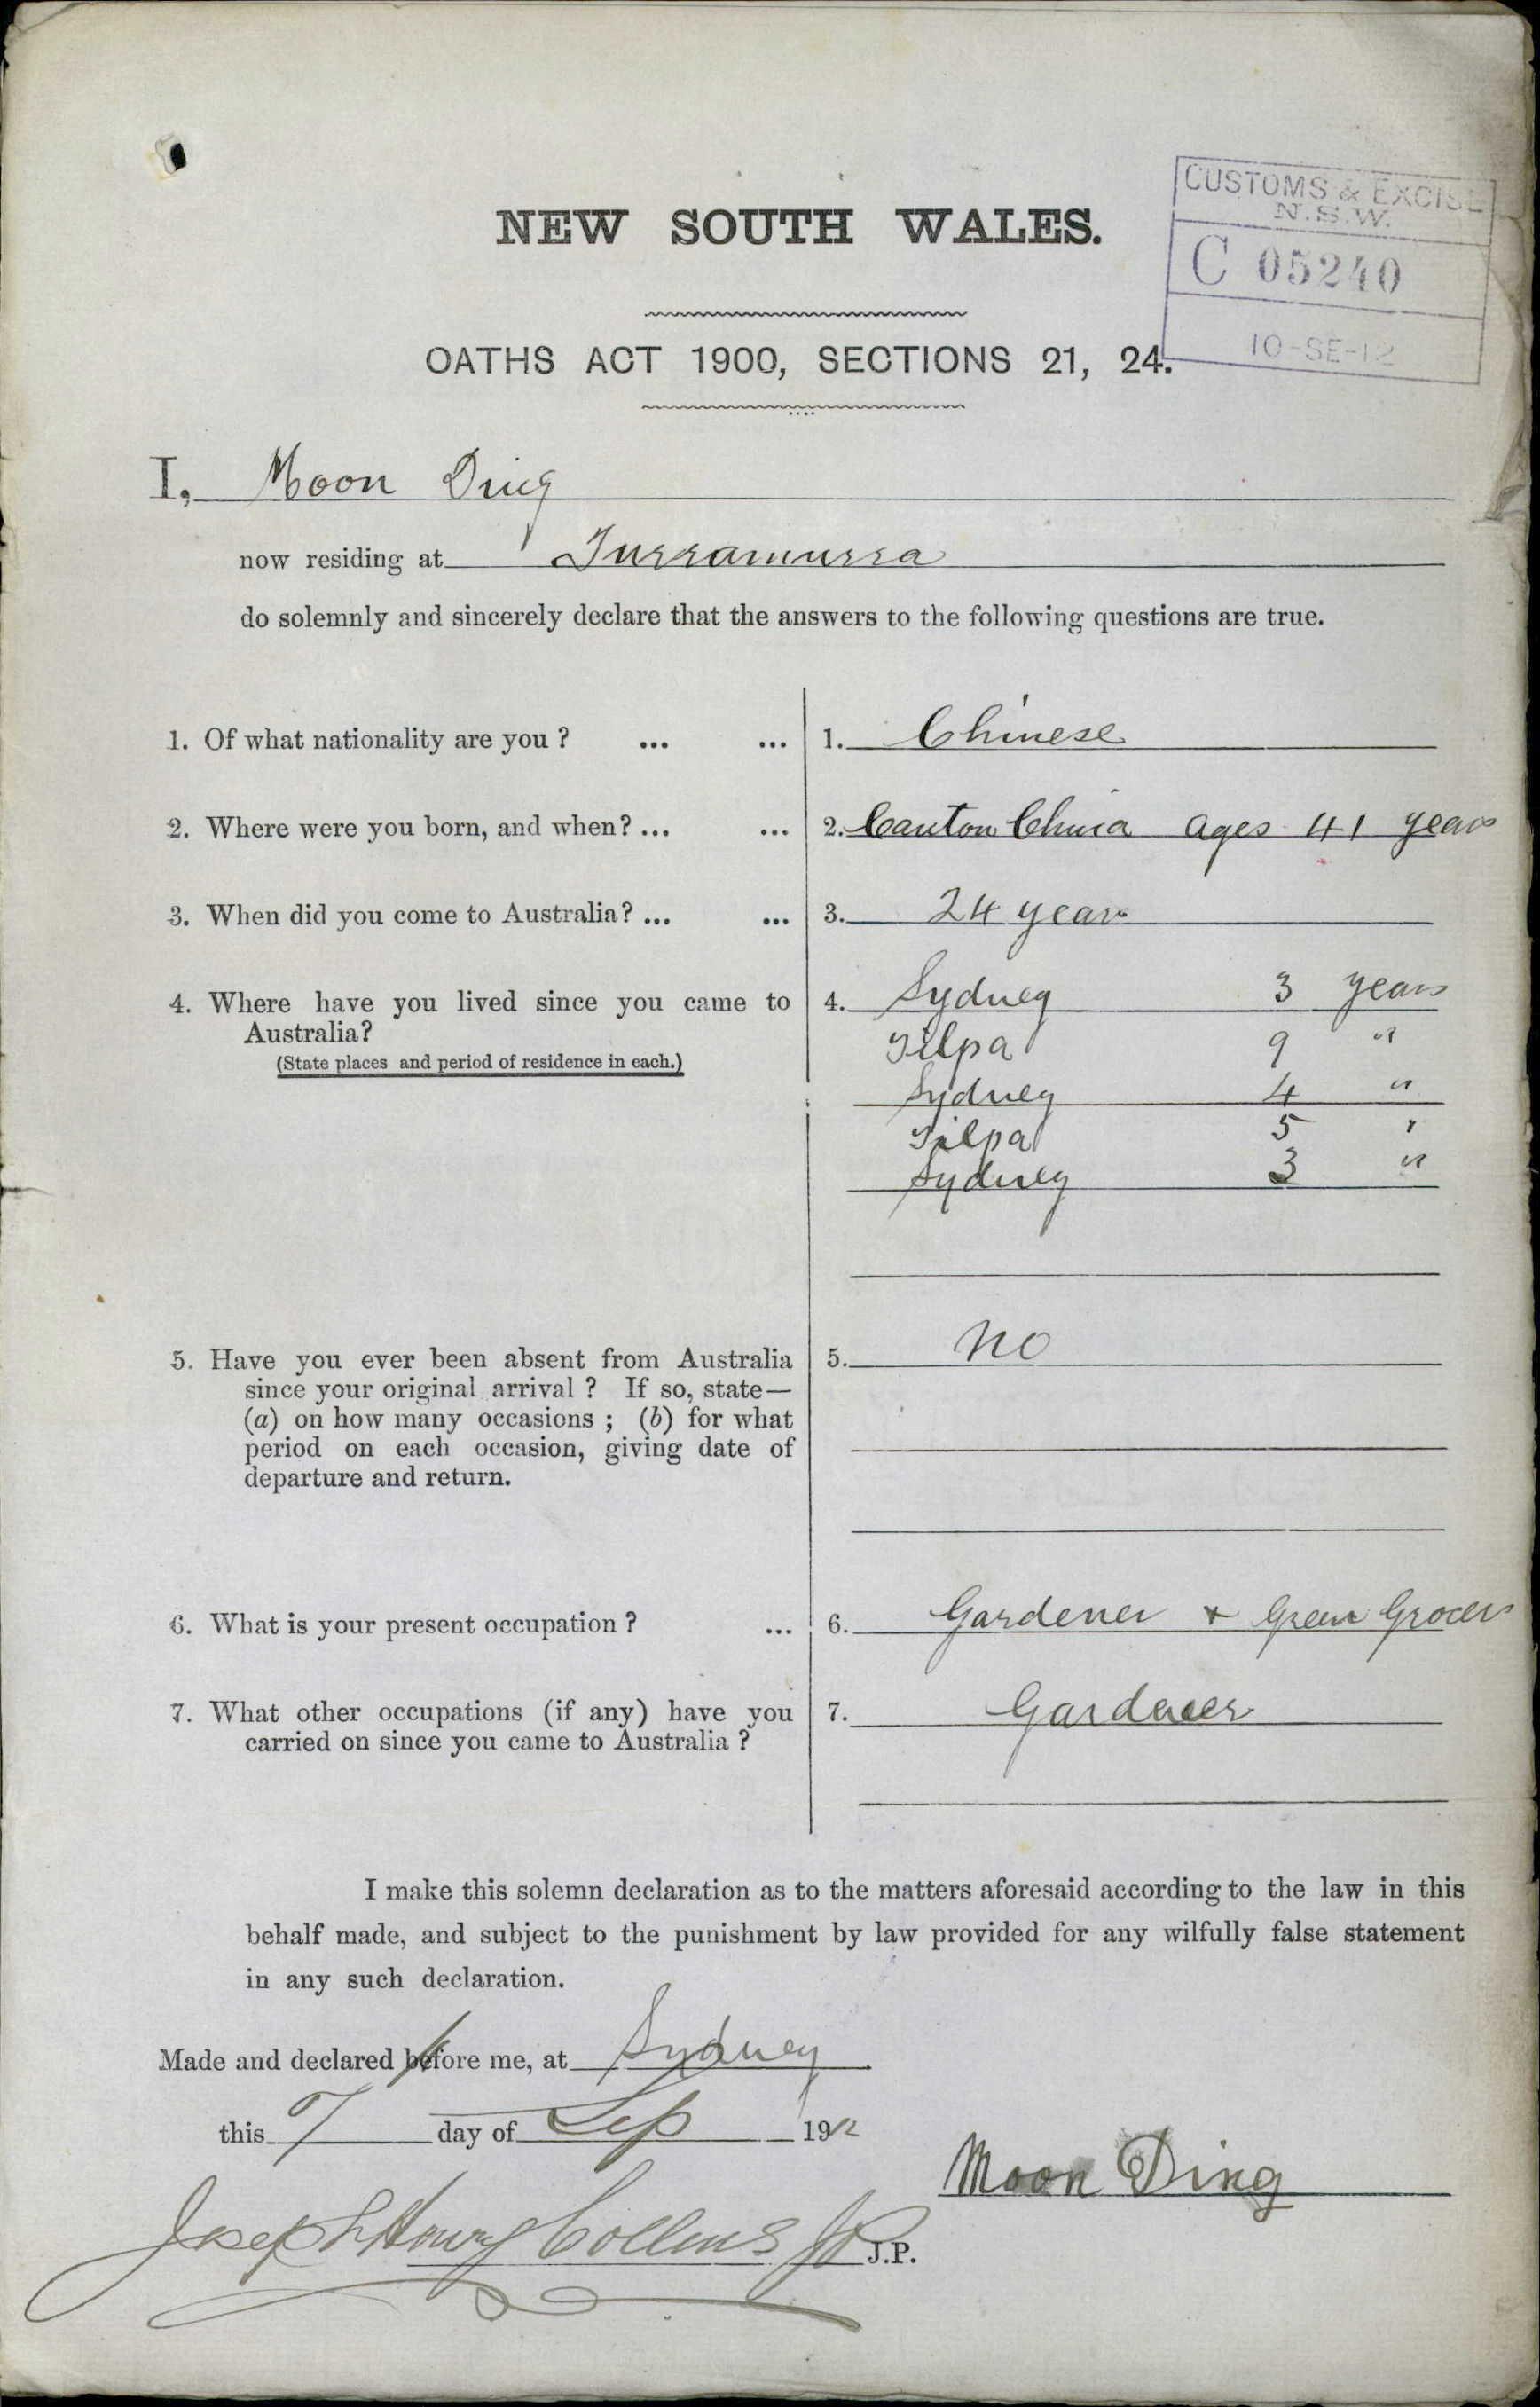 CUSTOMS & EXCISE
N.S.W.
C 05240
10-SE-12
NEW SOUTH WALES.
OATHS ACT 1900, SECTIONS 21, 24.
I, Moon Ding
now residing at Turramurra
do solemnly and sincerely declare that the answers to the following questions are true.
1. Of what nationality are you ? ... ... 1. Chinese
2. Where were you born, and when? ... ... 2. Canton China ages 41 years
3. When did you come to Australia? ... ... 3. 24 years
4. Where have you lived since you came to 4. Sydney 3 years
Australia? Tilpa 9 "
(State places and period of residence in each.)
Sydney 4 "
Tilpa 5 "
Sydney 3 "
5. Have you ever been absent from Australia 5. No
since your original arrival ? If so, state—
(a) on how many occasions ; (b) for what
period on each occasion, giving date of
departure and return.
6. What is your present occupation ? ... 6. Gardener & Green Grocer
7. What other occupations (if any) have you 7. Gardener
carried on since you came to Australia ?
I make this solemn declaration as to the matters aforesaid according to the law in this
behalf made, and subject to the punishment by law provided for any wilfully false statement
in any such declaration.
Made and declared before me, at Sydney
this 7 day of Sep 1912
Moon Ding
Joseph Henry Collins JP J.P.